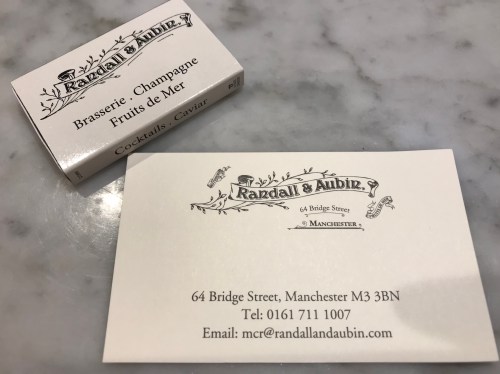 Randall & Aubin.
Brasserie . Champagne
Fruits de Mer
Cocktails . Caviar
Randall & Aubin.
64 Bridge Street
MANCHESTER
64 Bridge Street, Manchester M3 3BN
Tel: 0161 711 1007
Email: mcr@randallandaubin.com